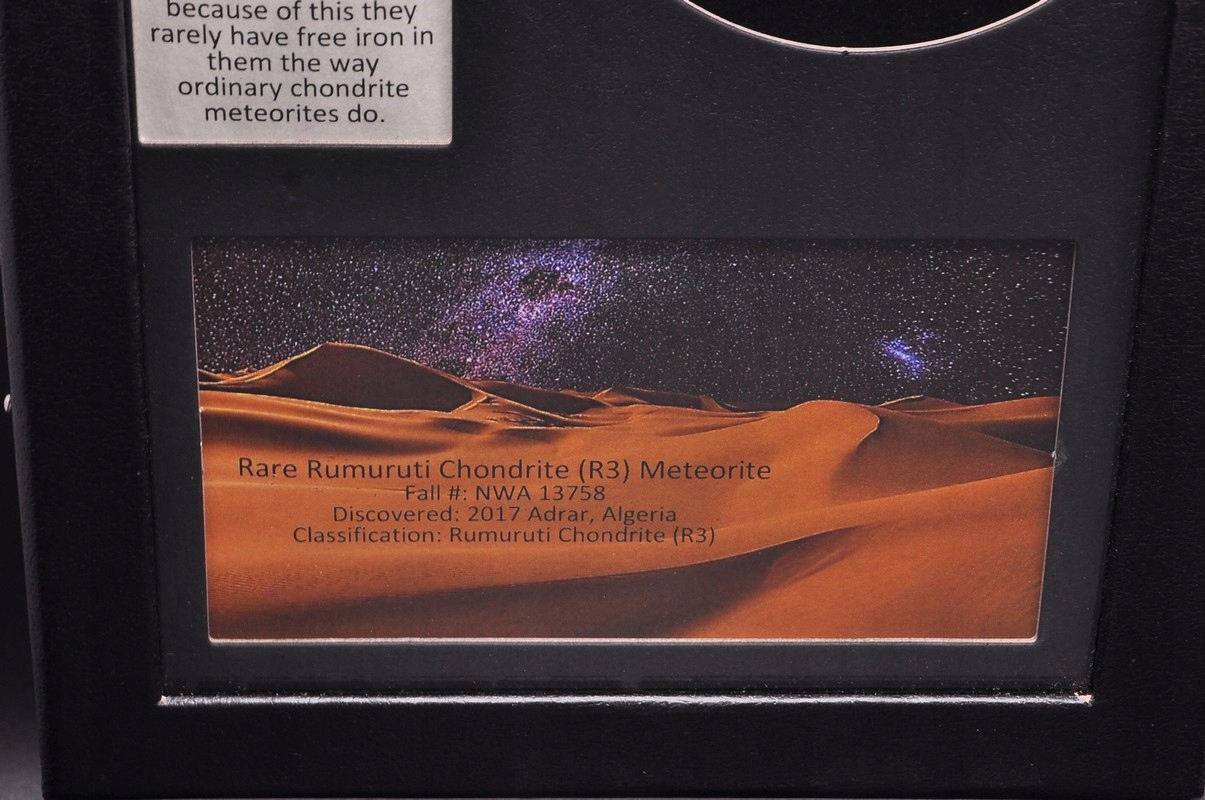 because of this they
rarely have free iron in
them the way
ordinary chondrite
meteorites do.
Rare Rumuruti Chondrite (R3) Meteorite
Fall #: NWA 13758
Discovered: 2017 Adrar, Algeria
Classification: Rumuruti Chondrite (R3)